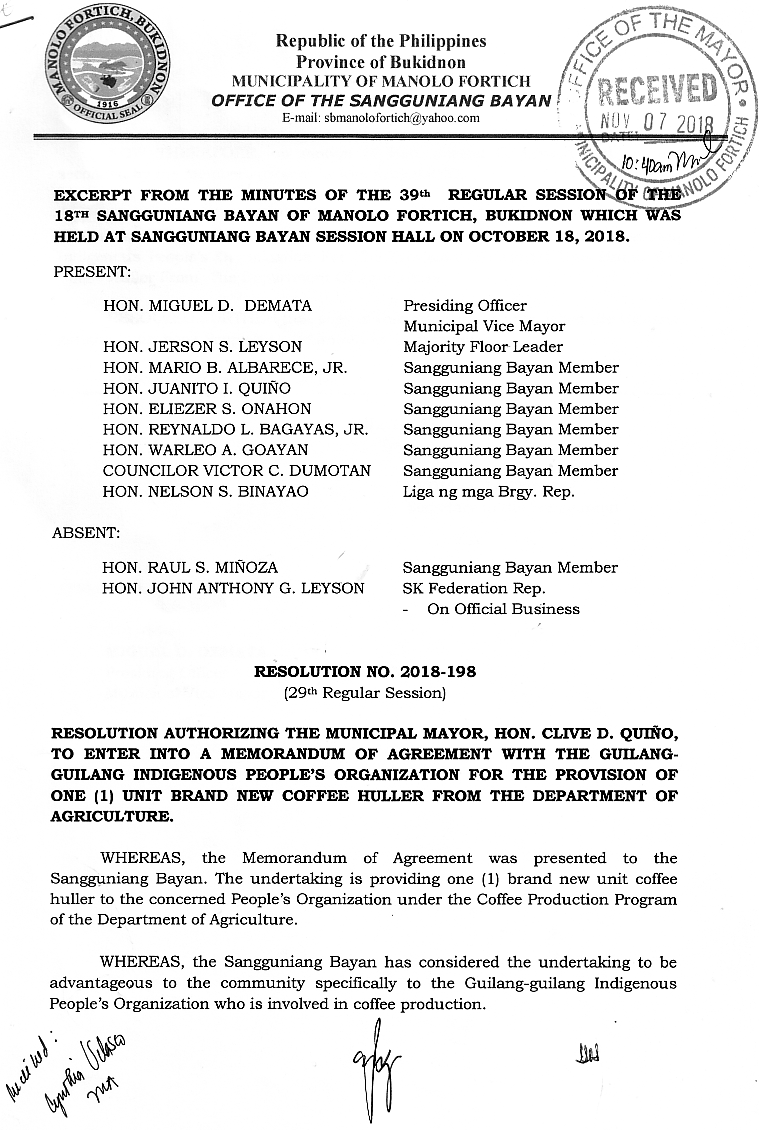 MANOLO FORTICH, BUKIDNON
1916
OFFICIAL SEAL
Republic of the Philippines
Province of Bukidnon
MUNICIPALITY OF MANOLO FORTICH
OFFICE OF THE SANGGUNIANG BAYAN
E-mail: sbmanolofortich@yahoo.com
OFFICE OF THE MAYOR
RECEIVED
NOV 07 2018
DATE:
10:40am
MUNICIPALITY OF MANOLO FORTICH
EXCERPT FROM THE MINUTES OF THE 39th REGULAR SESSION OF THE
18TH SANGGUNIANG BAYAN OF MANOLO FORTICH, BUKIDNON WHICH WAS
HELD AT SANGGUNIANG BAYAN SESSION HALL ON OCTOBER 18, 2018.
PRESENT:
HON. MIGUEL D. DEMATA Presiding Officer
Municipal Vice Mayor
HON. JERSON S. LEYSON Majority Floor Leader
HON. MARIO B. ALBARECE, JR. Sangguniang Bayan Member
HON. JUANITO I. QUIÑO Sangguniang Bayan Member
HON. ELIEZER S. ONAHON Sangguniang Bayan Member
HON. REYNALDO L. BAGAYAS, JR. Sangguniang Bayan Member
HON. WARLEO A. GOAYAN Sangguniang Bayan Member
COUNCILOR VICTOR C. DUMOTAN Sangguniang Bayan Member
HON. NELSON S. BINAYAO Liga ng mga Brgy. Rep.
ABSENT:
HON. RAUL S. MIÑOZA Sangguniang Bayan Member
HON. JOHN ANTHONY G. LEYSON SK Federation Rep.
- On Official Business
RESOLUTION NO. 2018-198
(29th Regular Session)
RESOLUTION AUTHORIZING THE MUNICIPAL MAYOR, HON. CLIVE D. QUIÑO,
TO ENTER INTO A MEMORANDUM OF AGREEMENT WITH THE GUILANG-
GUILANG INDIGENOUS PEOPLE'S ORGANIZATION FOR THE PROVISION OF
ONE (1) UNIT BRAND NEW COFFEE HULLER FROM THE DEPARTMENT OF
AGRICULTURE.
WHEREAS, the Memorandum of Agreement was presented to the
Sangguniang Bayan. The undertaking is providing one (1) brand new unit coffee
huller to the concerned People's Organization under the Coffee Production Program
of the Department of Agriculture.
WHEREAS, the Sangguniang Bayan has considered the undertaking to be
advantageous to the community specifically to the Guilang-guilang Indigenous
People's Organization who is involved in coffee production.
received:
Cynthia Velasco